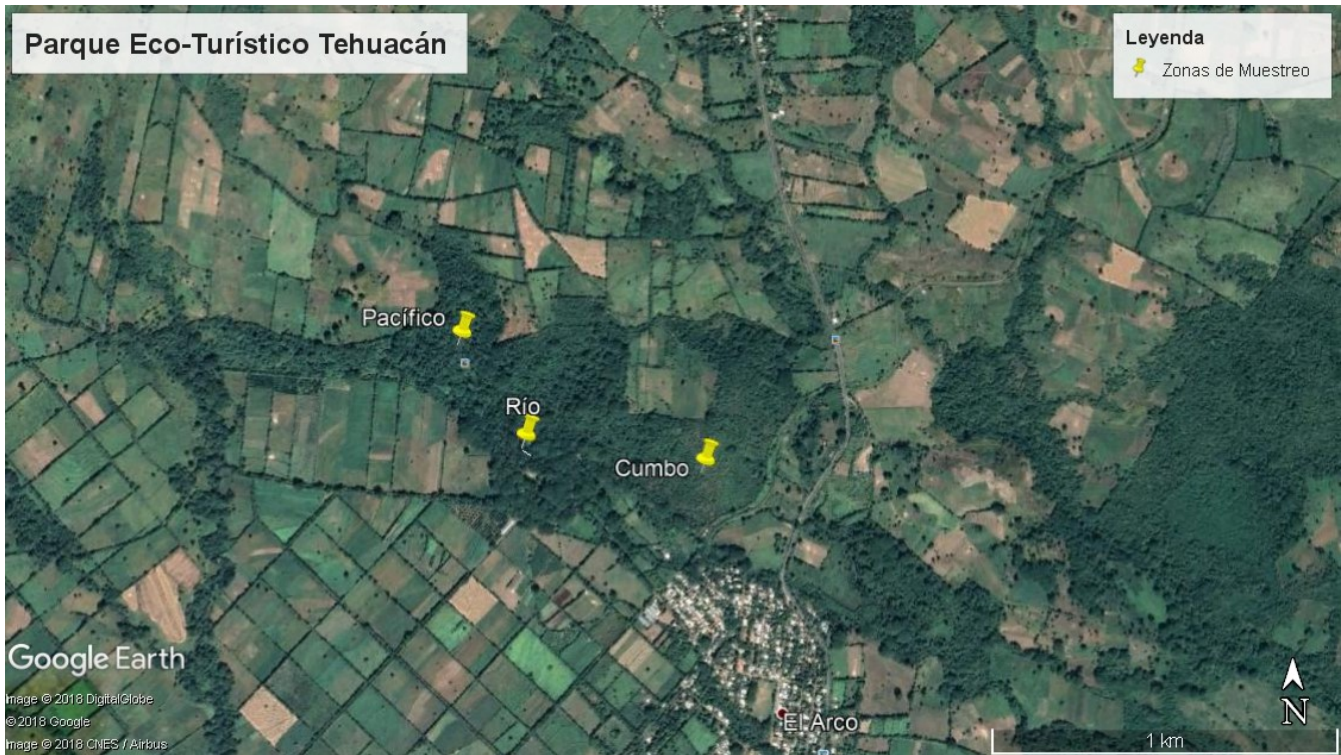 Parque Eco-Turístico Tehuacán
Leyenda
Zonas de Muestreo
Pacífico
Río
Cumbo
Google Earth
Image © 2018 DigitalGlobe
© 2018 Google
Image © 2018 CNES / Airbus
El Arco
N
1 km